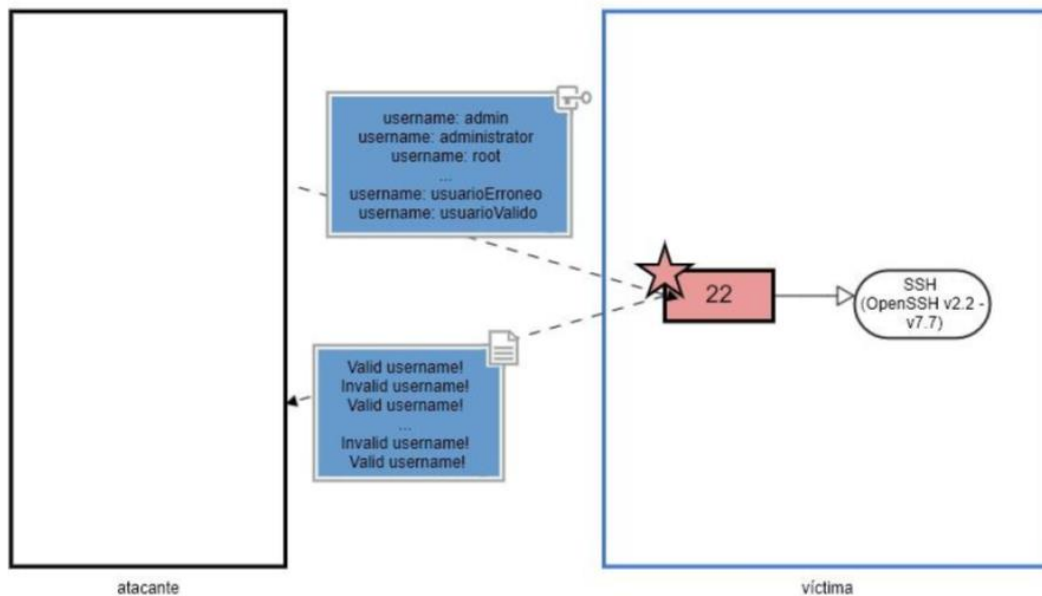 username: admin
username: administrator
username: root
...
username: usuarioErroneo
username: usuarioValido
22
SSH
(OpenSSH v2.2 -
v7.7)
Valid username!
Invalid username!
Valid username!
...
Invalid username!
Valid username!
atacante
víctima